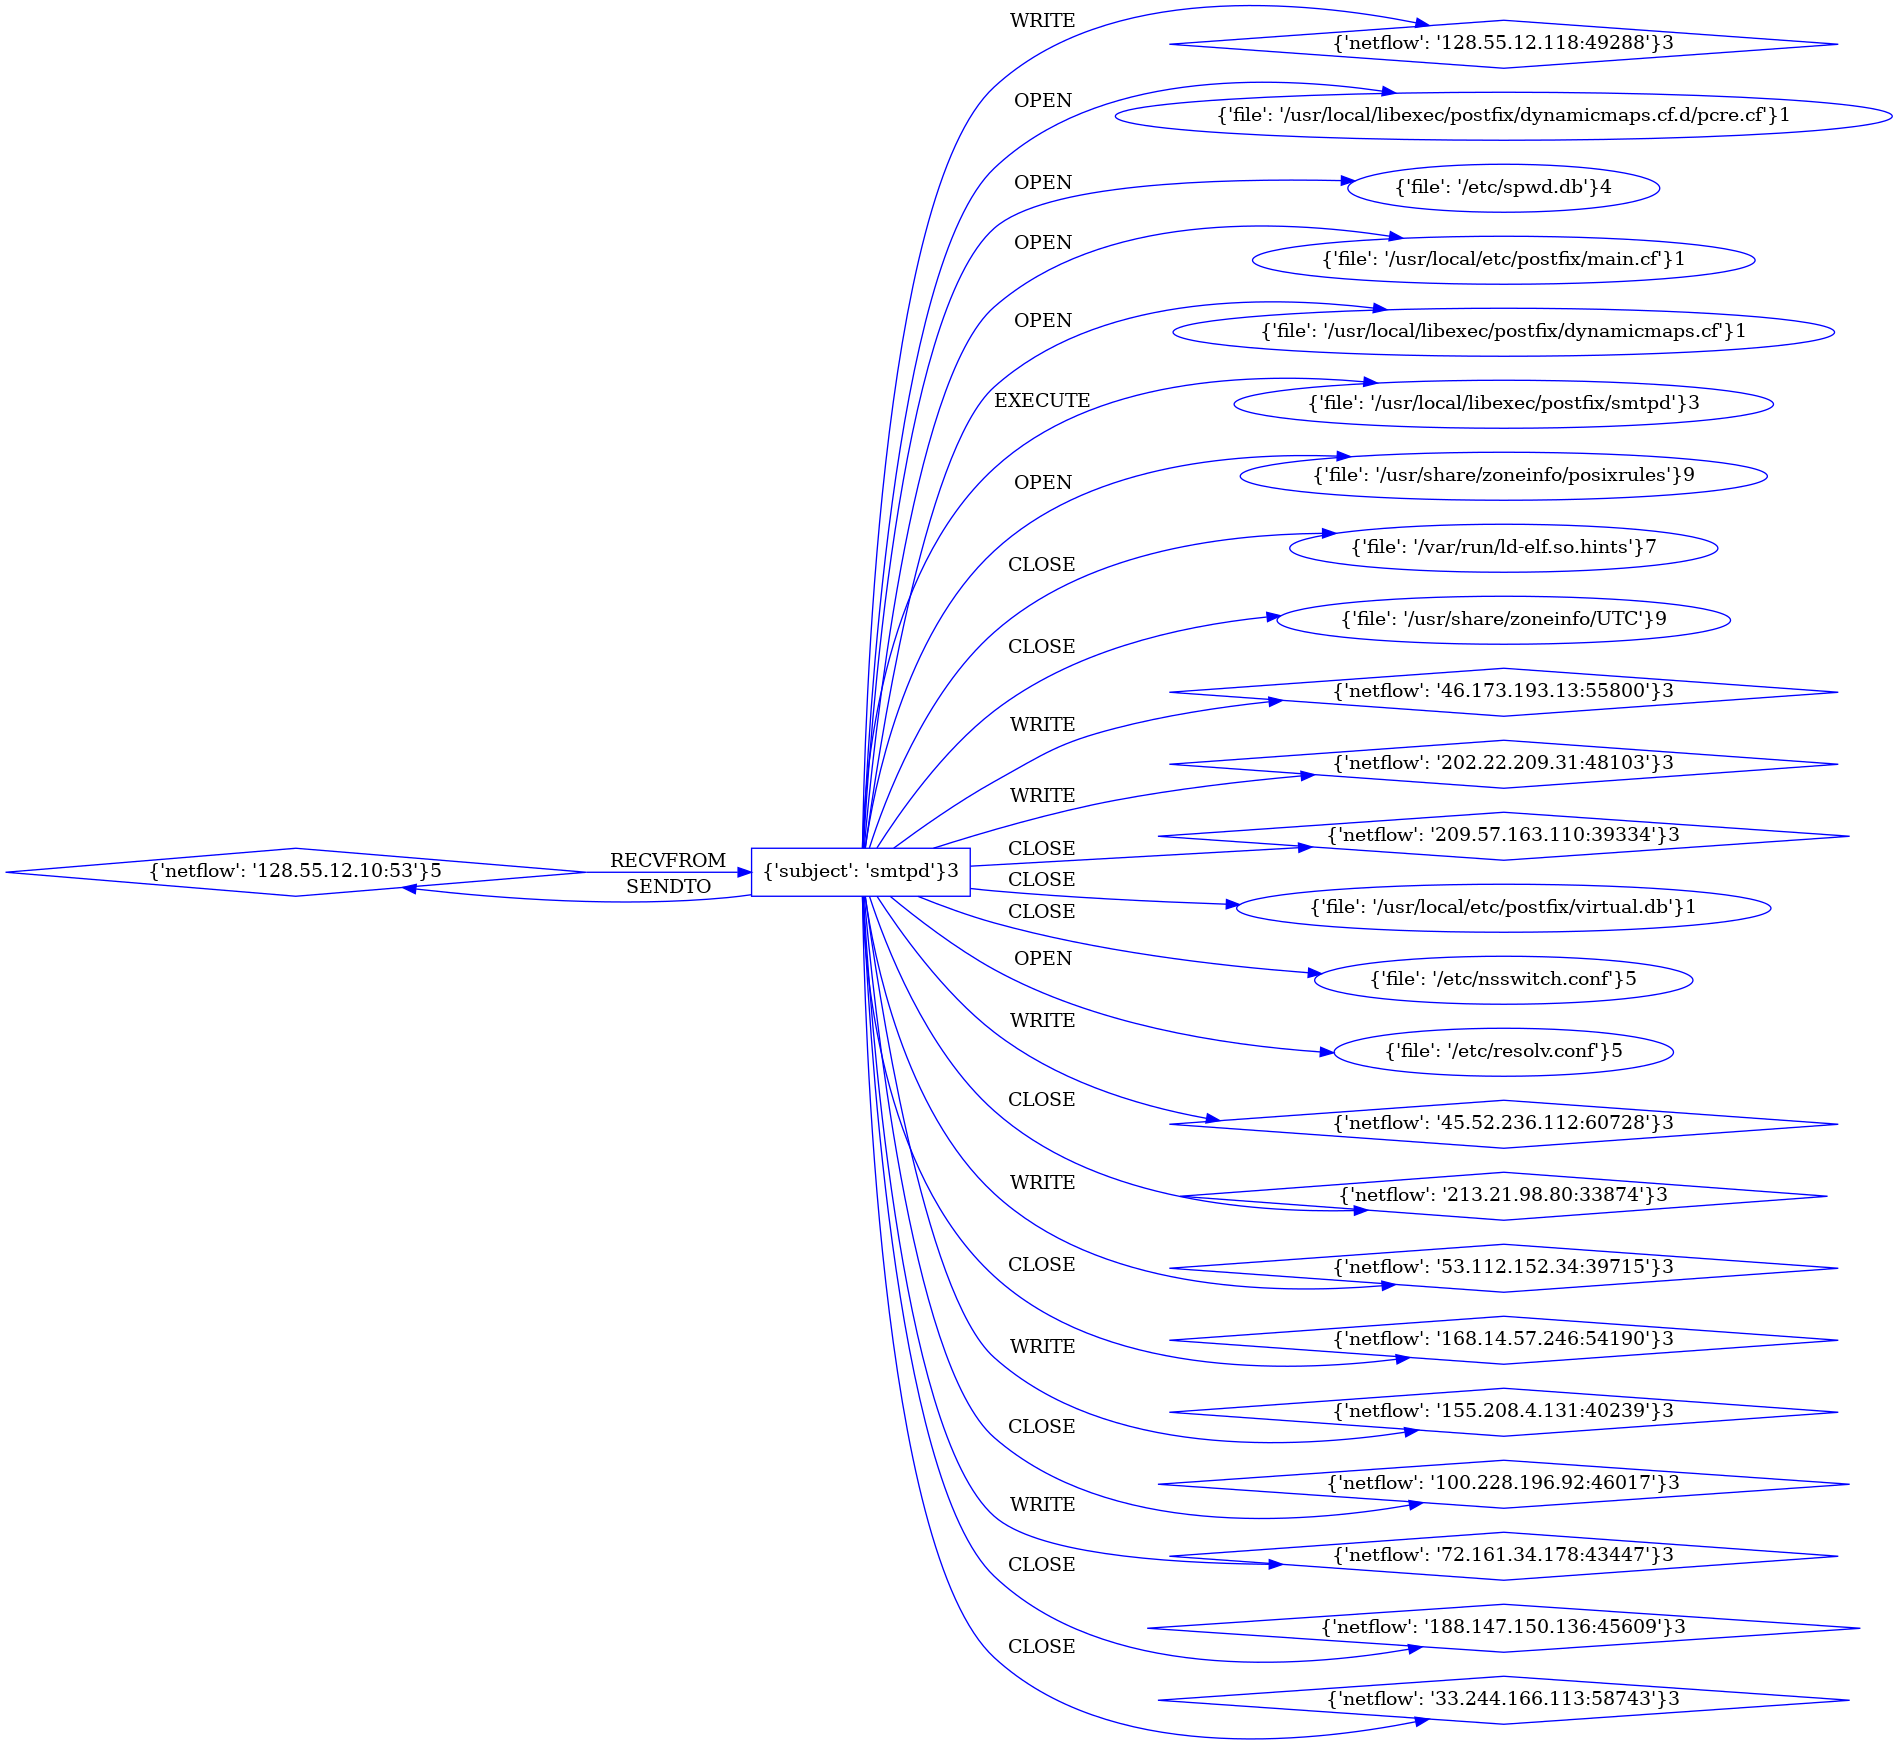 WRITE
{'netflow': '128.55.12.118:49288'}3
OPEN
{'file': '/usr/local/libexec/postfix/dynamicmaps.cf.d/pcre.cf'}1
OPEN
{'file': '/etc/spwd.db'}4
OPEN
{'file': '/usr/local/etc/postfix/main.cf'}1
OPEN
{'file': '/usr/local/libexec/postfix/dynamicmaps.cf'}1
EXECUTE
{'file': '/usr/local/libexec/postfix/smtpd'}3
OPEN
{'file': '/usr/share/zoneinfo/posixrules'}9
CLOSE
{'file': '/var/run/ld-elf.so.hints'}7
CLOSE
{'file': '/usr/share/zoneinfo/UTC'}9
WRITE
{'netflow': '46.173.193.13:55800'}3
WRITE
{'netflow': '202.22.209.31:48103'}3
CLOSE
{'netflow': '209.57.163.110:39334'}3
{'netflow': '128.55.12.10:53'}5
RECVFROM
SENDTO
{'subject': 'smtpd'}3
CLOSE
{'file': '/usr/local/etc/postfix/virtual.db'}1
CLOSE
{'file': '/etc/nsswitch.conf'}5
OPEN
{'file': '/etc/resolv.conf'}5
WRITE
{'netflow': '45.52.236.112:60728'}3
CLOSE
{'netflow': '213.21.98.80:33874'}3
WRITE
{'netflow': '53.112.152.34:39715'}3
CLOSE
{'netflow': '168.14.57.246:54190'}3
WRITE
{'netflow': '155.208.4.131:40239'}3
CLOSE
{'netflow': '100.228.196.92:46017'}3
WRITE
{'netflow': '72.161.34.178:43447'}3
CLOSE
{'netflow': '188.147.150.136:45609'}3
CLOSE
{'netflow': '33.244.166.113:58743'}3